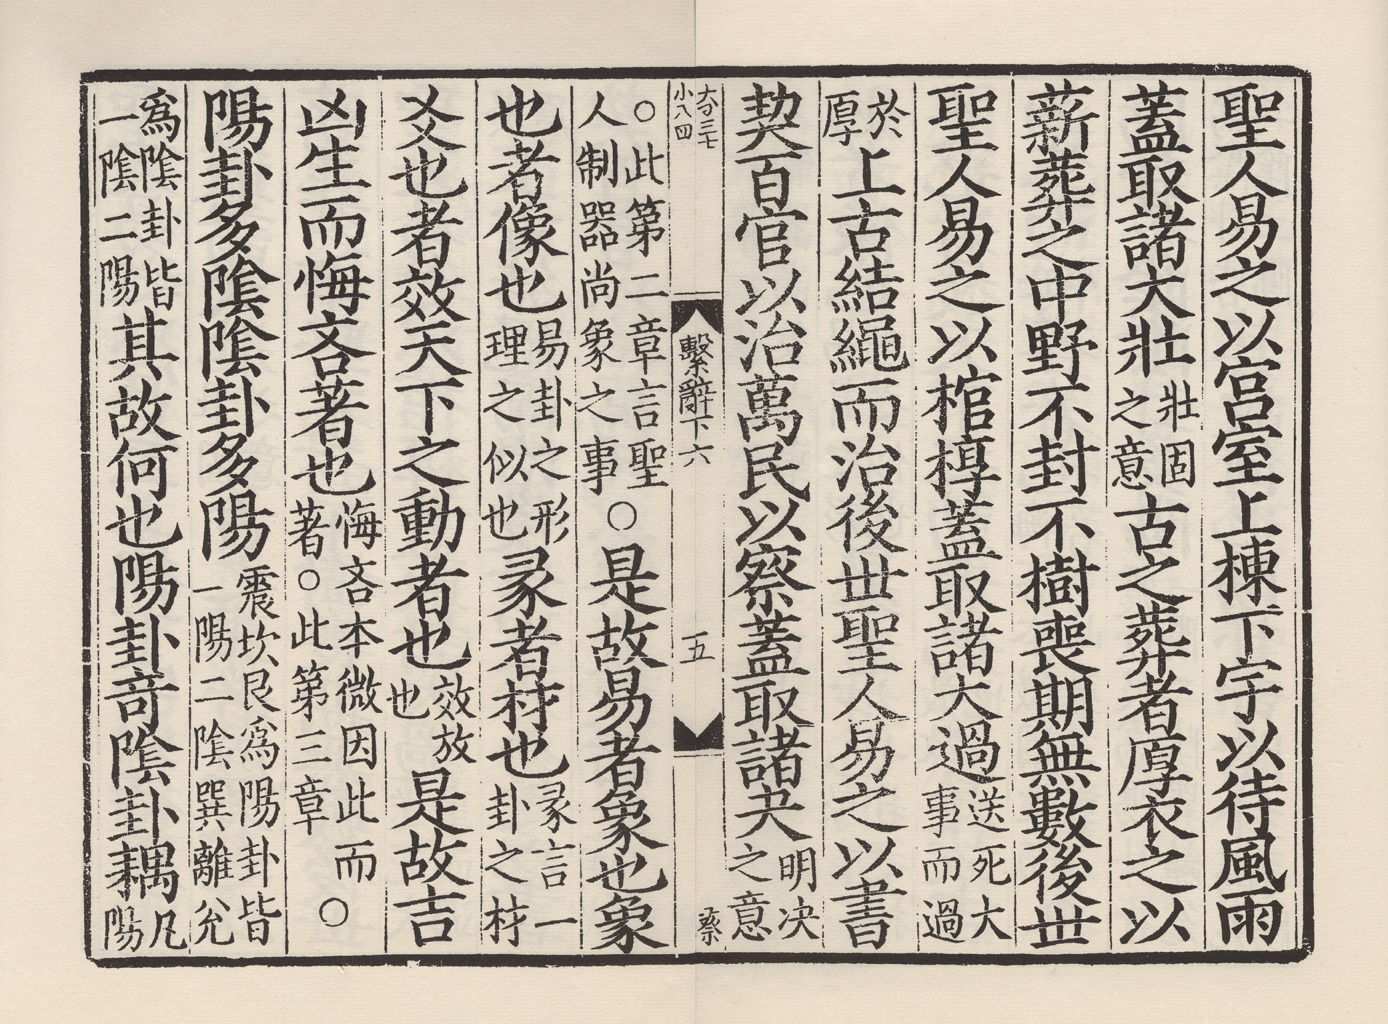 聖人易之以宮室上棟下宇以待風雨
蓋取諸大壯壯固之意古之葬者厚衣之以
薪葬之中野不封不樹喪期無數後世
聖人易之以棺椁蓋取諸大過送死大事而過
於厚上古結繩而治後世聖人易之以書
契百官以治萬民以察蓋取諸夬明決之意
大夕三七
小八四
繫辭下六
五
蔡
○此第二章言聖人制器尚象之事○是故易者象也象
也者像也易卦之形理之似也彖者材也彖言一卦之材
爻也者效天下之動者也效放也是故吉
凶生而悔吝著也悔吝本微因此而著○此第三章○
陽卦多陰陰卦多陽震坎艮為陽卦皆一陽二陰巽離兌
為陰卦皆一陰二陽其故何也陽卦奇陰卦耦凡陽